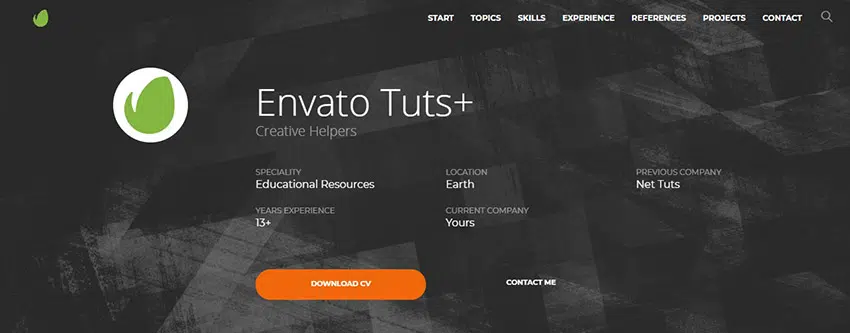 START TOPICS SKILLS EXPERIENCE REFERENCES PROJECTS CONTACT
Envato Tuts+
Creative Helpers
SPECIALITY LOCATION PREVIOUS COMPANY
Educational Resources Earth Net Tuts
YEARS EXPERIENCE CURRENT COMPANY
13+ Yours
DOWNLOAD CV CONTACT ME